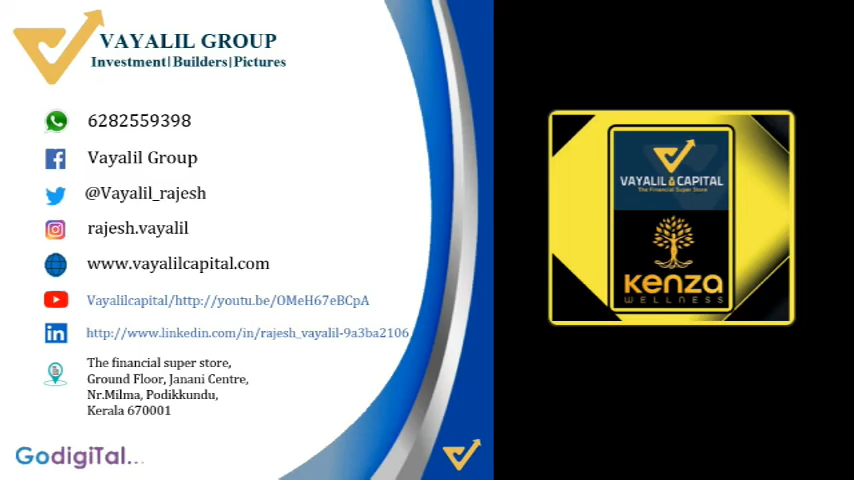 VAYALIL GROUP
Investment|Builders|Pictures
6282559398
Vayalil Group
@Vayalil_rajesh
rajesh.vayalil
www.vayalilcapital.com
Vayalilcapital/http://youtu.be/OMeH67eBCpA
http://www.linkedin.com/in/rajesh_vayalil-9a3ba2106
The financial super store,
Ground Floor, Janani Centre,
Nr.Milma, Podikkundu,
Kerala 670001
GodigiTal...
VAYALIL CAPITAL
The Financial Super Store
KENZA
WELLNESS